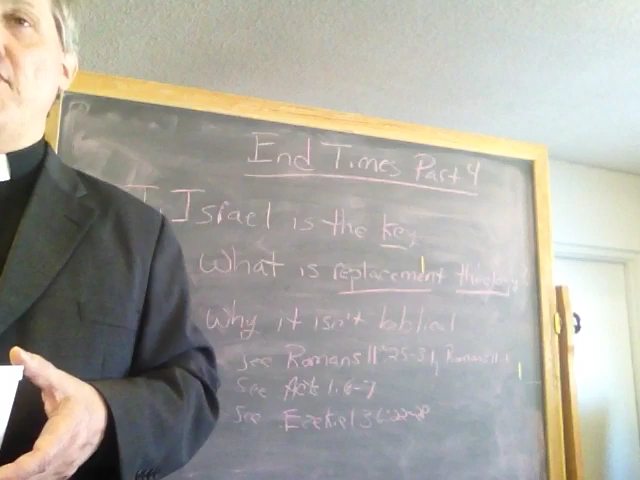 End Times Part 4
I. Israel is the key
What is replacement theology?
Why it isn't biblical
see Romans 11:25-31, Romans 11:1
see Acts 1:6-7
see Ezekiel 36:22-28